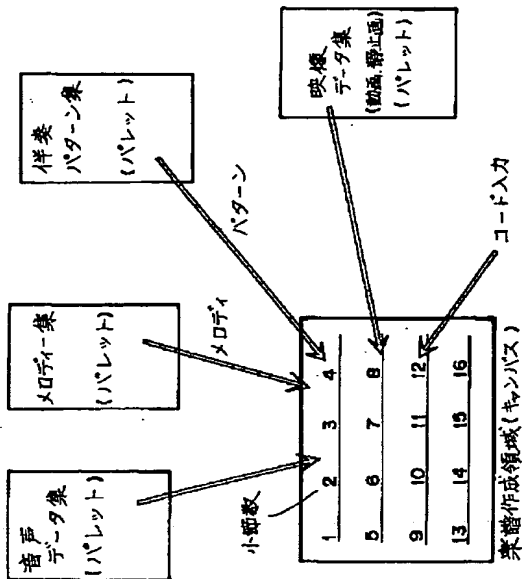 音声
データ集
(パレット)
メロディー集
(パレット)
伴奏
パターン集
(パレット)
映像
データ集
(動画、静止画)
(パレット)
メロディ
パターン
コード入力
小節数
1 2 3 4
5 6 7 8
9 10 11 12
13 14 15 16
楽譜作成領域(キャンバス)